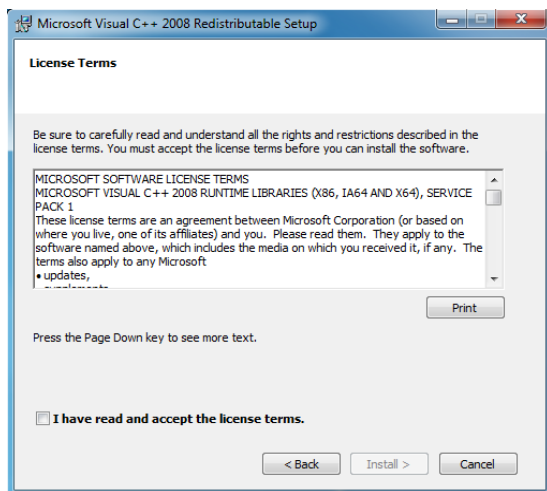 Microsoft Visual C++ 2008 Redistributable Setup
License Terms
Be sure to carefully read and understand all the rights and restrictions described in the
license terms. You must accept the license terms before you can install the software.
MICROSOFT SOFTWARE LICENSE TERMS
MICROSOFT VISUAL C++ 2008 RUNTIME LIBRARIES (X86, IA64 AND X64), SERVICE
PACK 1
These license terms are an agreement between Microsoft Corporation (or based on
where you live, one of its affiliates) and you.  Please read them.  They apply to the
software named above, which includes the media on which you received it, if any.  The
terms also apply to any Microsoft
• updates,
Print
Press the Page Down key to see more text.
I have read and accept the license terms.
< Back
Install >
Cancel